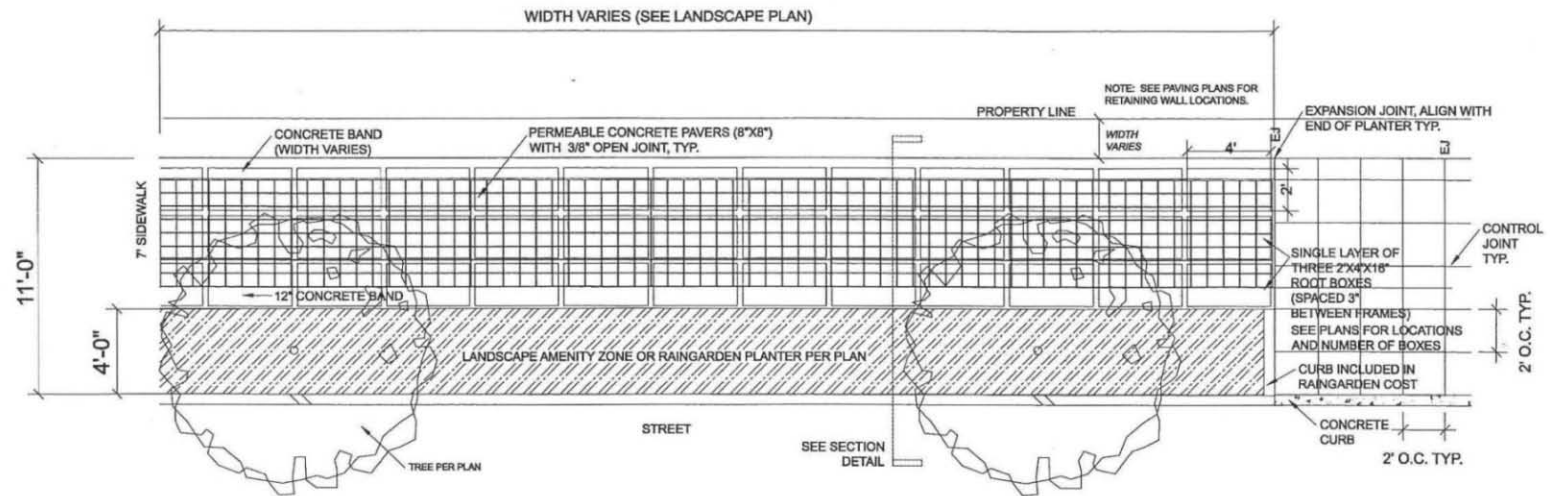 WIDTH VARIES (SEE LANDSCAPE PLAN)
NOTE: SEE PAVING PLANS FOR
RETAINING WALL LOCATIONS.
PROPERTY LINE
CONCRETE BAND
(WIDTH VARIES)
PERMEABLE CONCRETE PAVERS (8"X8")
WITH 3/8" OPEN JOINT, TYP.
WIDTH
VARIES
4'
EJ
EXPANSION JOINT, ALIGN WITH
END OF PLANTER TYP.
EJ
2'
7' SIDEWALK
11'-0"
CONTROL
JOINT
TYP.
SINGLE LAYER OF
THREE 2'X4'X16"
ROOT BOXES
(SPACED 3"
BETWEEN FRAMES)
SEE PLANS FOR LOCATIONS
AND NUMBER OF BOXES
12" CONCRETE BAND
4'-0"
LANDSCAPE AMENITY ZONE OR RAINGARDEN PLANTER PER PLAN
2' O.C. TYP.
CURB INCLUDED IN
RAINGARDEN COST
STREET
SEE SECTION
DETAIL
CONCRETE
CURB
2' O.C. TYP.
TREE PER PLAN